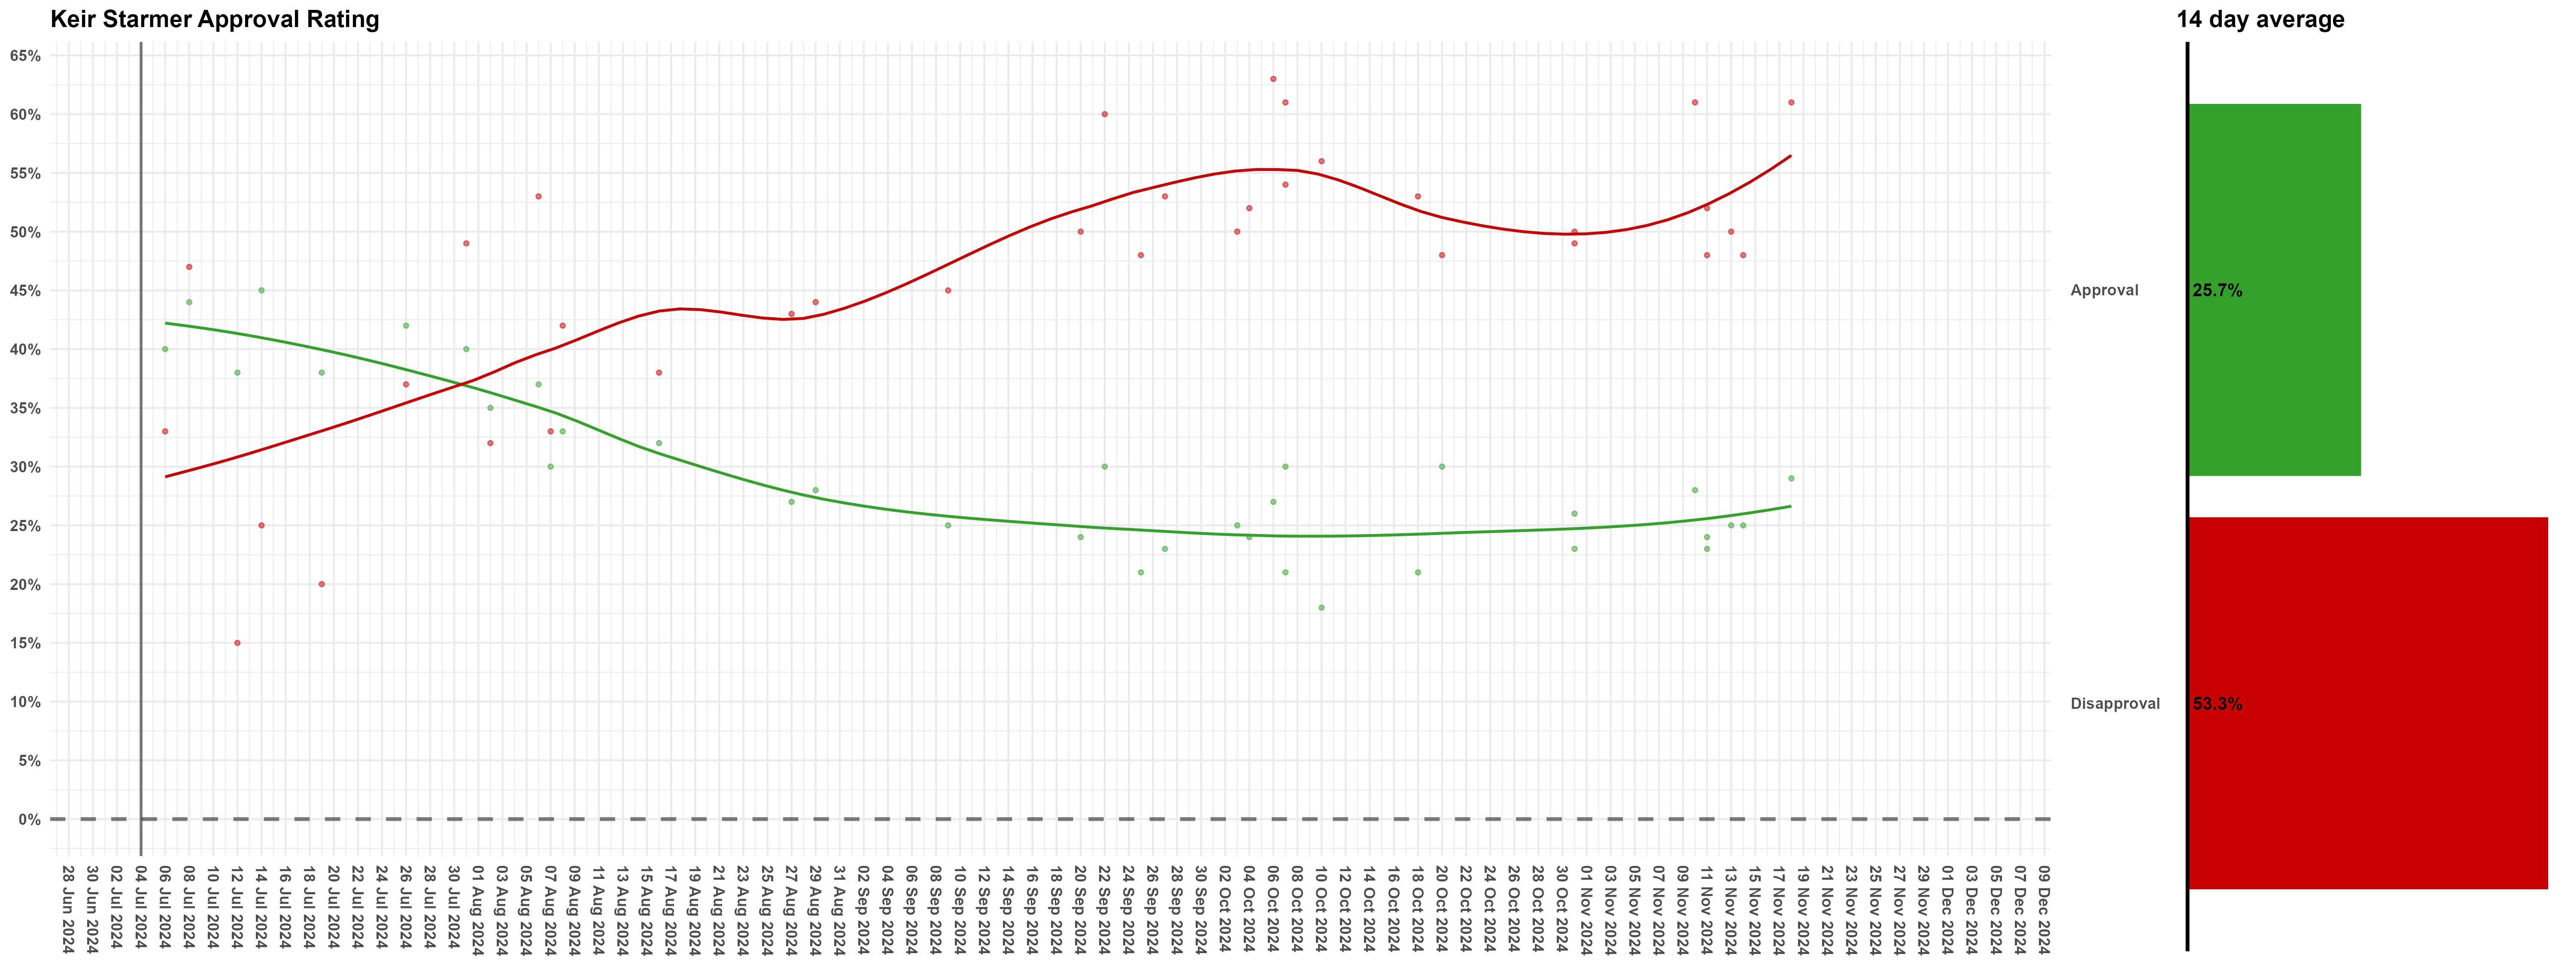 Keir Starmer Approval Rating
65%
60%
55%
50%
45%
40%
35%
30%
25%
20%
15%
10%
5%
0%
28 Jun 2024
30 Jun 2024
02 Jul 2024
04 Jul 2024
06 Jul 2024
08 Jul 2024
10 Jul 2024
12 Jul 2024
14 Jul 2024
16 Jul 2024
18 Jul 2024
20 Jul 2024
22 Jul 2024
24 Jul 2024
26 Jul 2024
28 Jul 2024
30 Jul 2024
01 Aug 2024
03 Aug 2024
05 Aug 2024
07 Aug 2024
09 Aug 2024
11 Aug 2024
13 Aug 2024
15 Aug 2024
17 Aug 2024
19 Aug 2024
21 Aug 2024
23 Aug 2024
25 Aug 2024
27 Aug 2024
29 Aug 2024
31 Aug 2024
02 Sep 2024
04 Sep 2024
06 Sep 2024
08 Sep 2024
10 Sep 2024
12 Sep 2024
14 Sep 2024
16 Sep 2024
18 Sep 2024
20 Sep 2024
22 Sep 2024
24 Sep 2024
26 Sep 2024
28 Sep 2024
30 Sep 2024
02 Oct 2024
04 Oct 2024
06 Oct 2024
08 Oct 2024
10 Oct 2024
12 Oct 2024
14 Oct 2024
16 Oct 2024
18 Oct 2024
20 Oct 2024
22 Oct 2024
24 Oct 2024
26 Oct 2024
28 Oct 2024
30 Oct 2024
01 Nov 2024
03 Nov 2024
05 Nov 2024
07 Nov 2024
09 Nov 2024
11 Nov 2024
13 Nov 2024
15 Nov 2024
17 Nov 2024
19 Nov 2024
21 Nov 2024
23 Nov 2024
25 Nov 2024
27 Nov 2024
29 Nov 2024
01 Dec 2024
03 Dec 2024
05 Dec 2024
07 Dec 2024
09 Dec 2024
14 day average
Approval
25.7%
Disapproval
53.3%